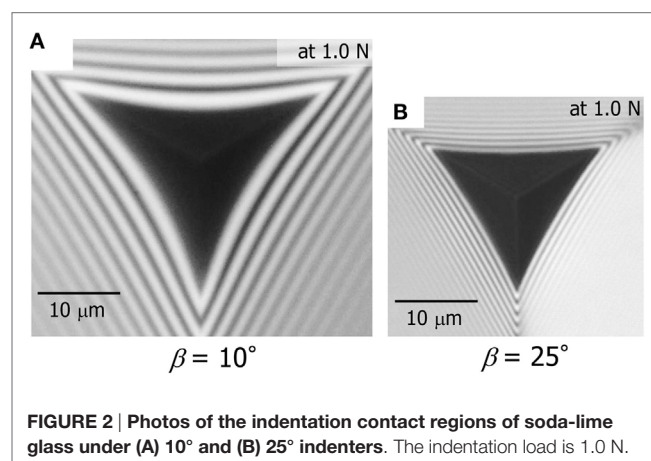 A
at 1.0 N
10 μm
β = 10°
B
at 1.0 N
10 μm
β = 25°
FIGURE 2 | Photos of the indentation contact regions of soda-lime
glass under (A) 10° and (B) 25° indenters. The indentation load is 1.0 N.